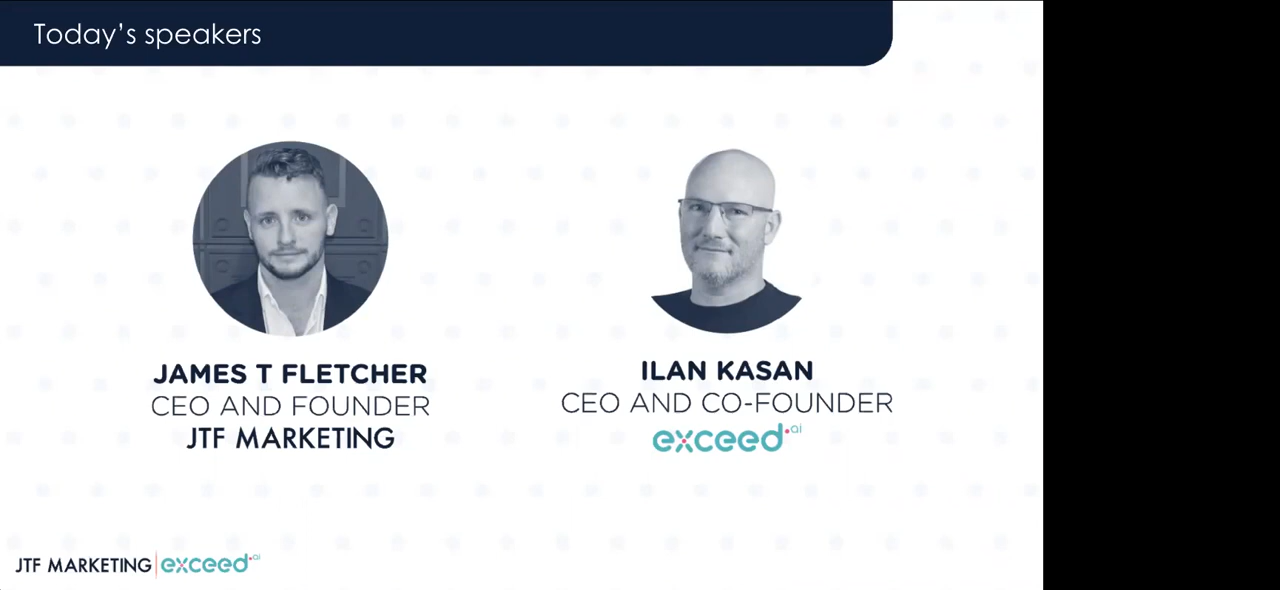 Today's speakers
JAMES T FLETCHER
CEO AND FOUNDER
JTF MARKETING
ILAN KASAN
CEO AND CO-FOUNDER
exceed.ai
JTF MARKETING | exceed.ai